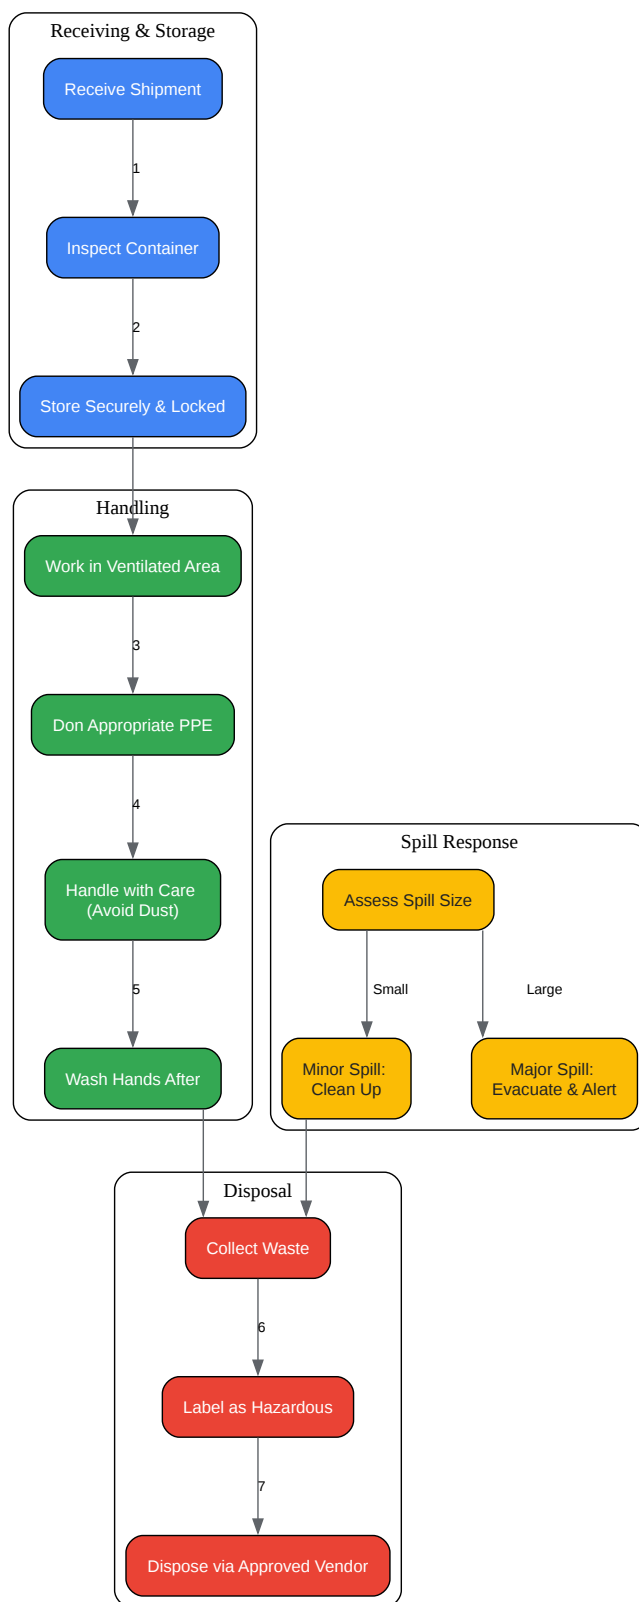 Receiving & Storage
Receive Shipment
1
Inspect Container
2
Store Securely & Locked
Handling
Work in Ventilated Area
3
Don Appropriate PPE
4
Handle with Care
(Avoid Dust)
5
Wash Hands After
Spill Response
Assess Spill Size
Small
Large
Minor Spill:
Clean Up
Major Spill:
Evacuate & Alert
Disposal
Collect Waste
6
Label as Hazardous
7
Dispose via Approved Vendor